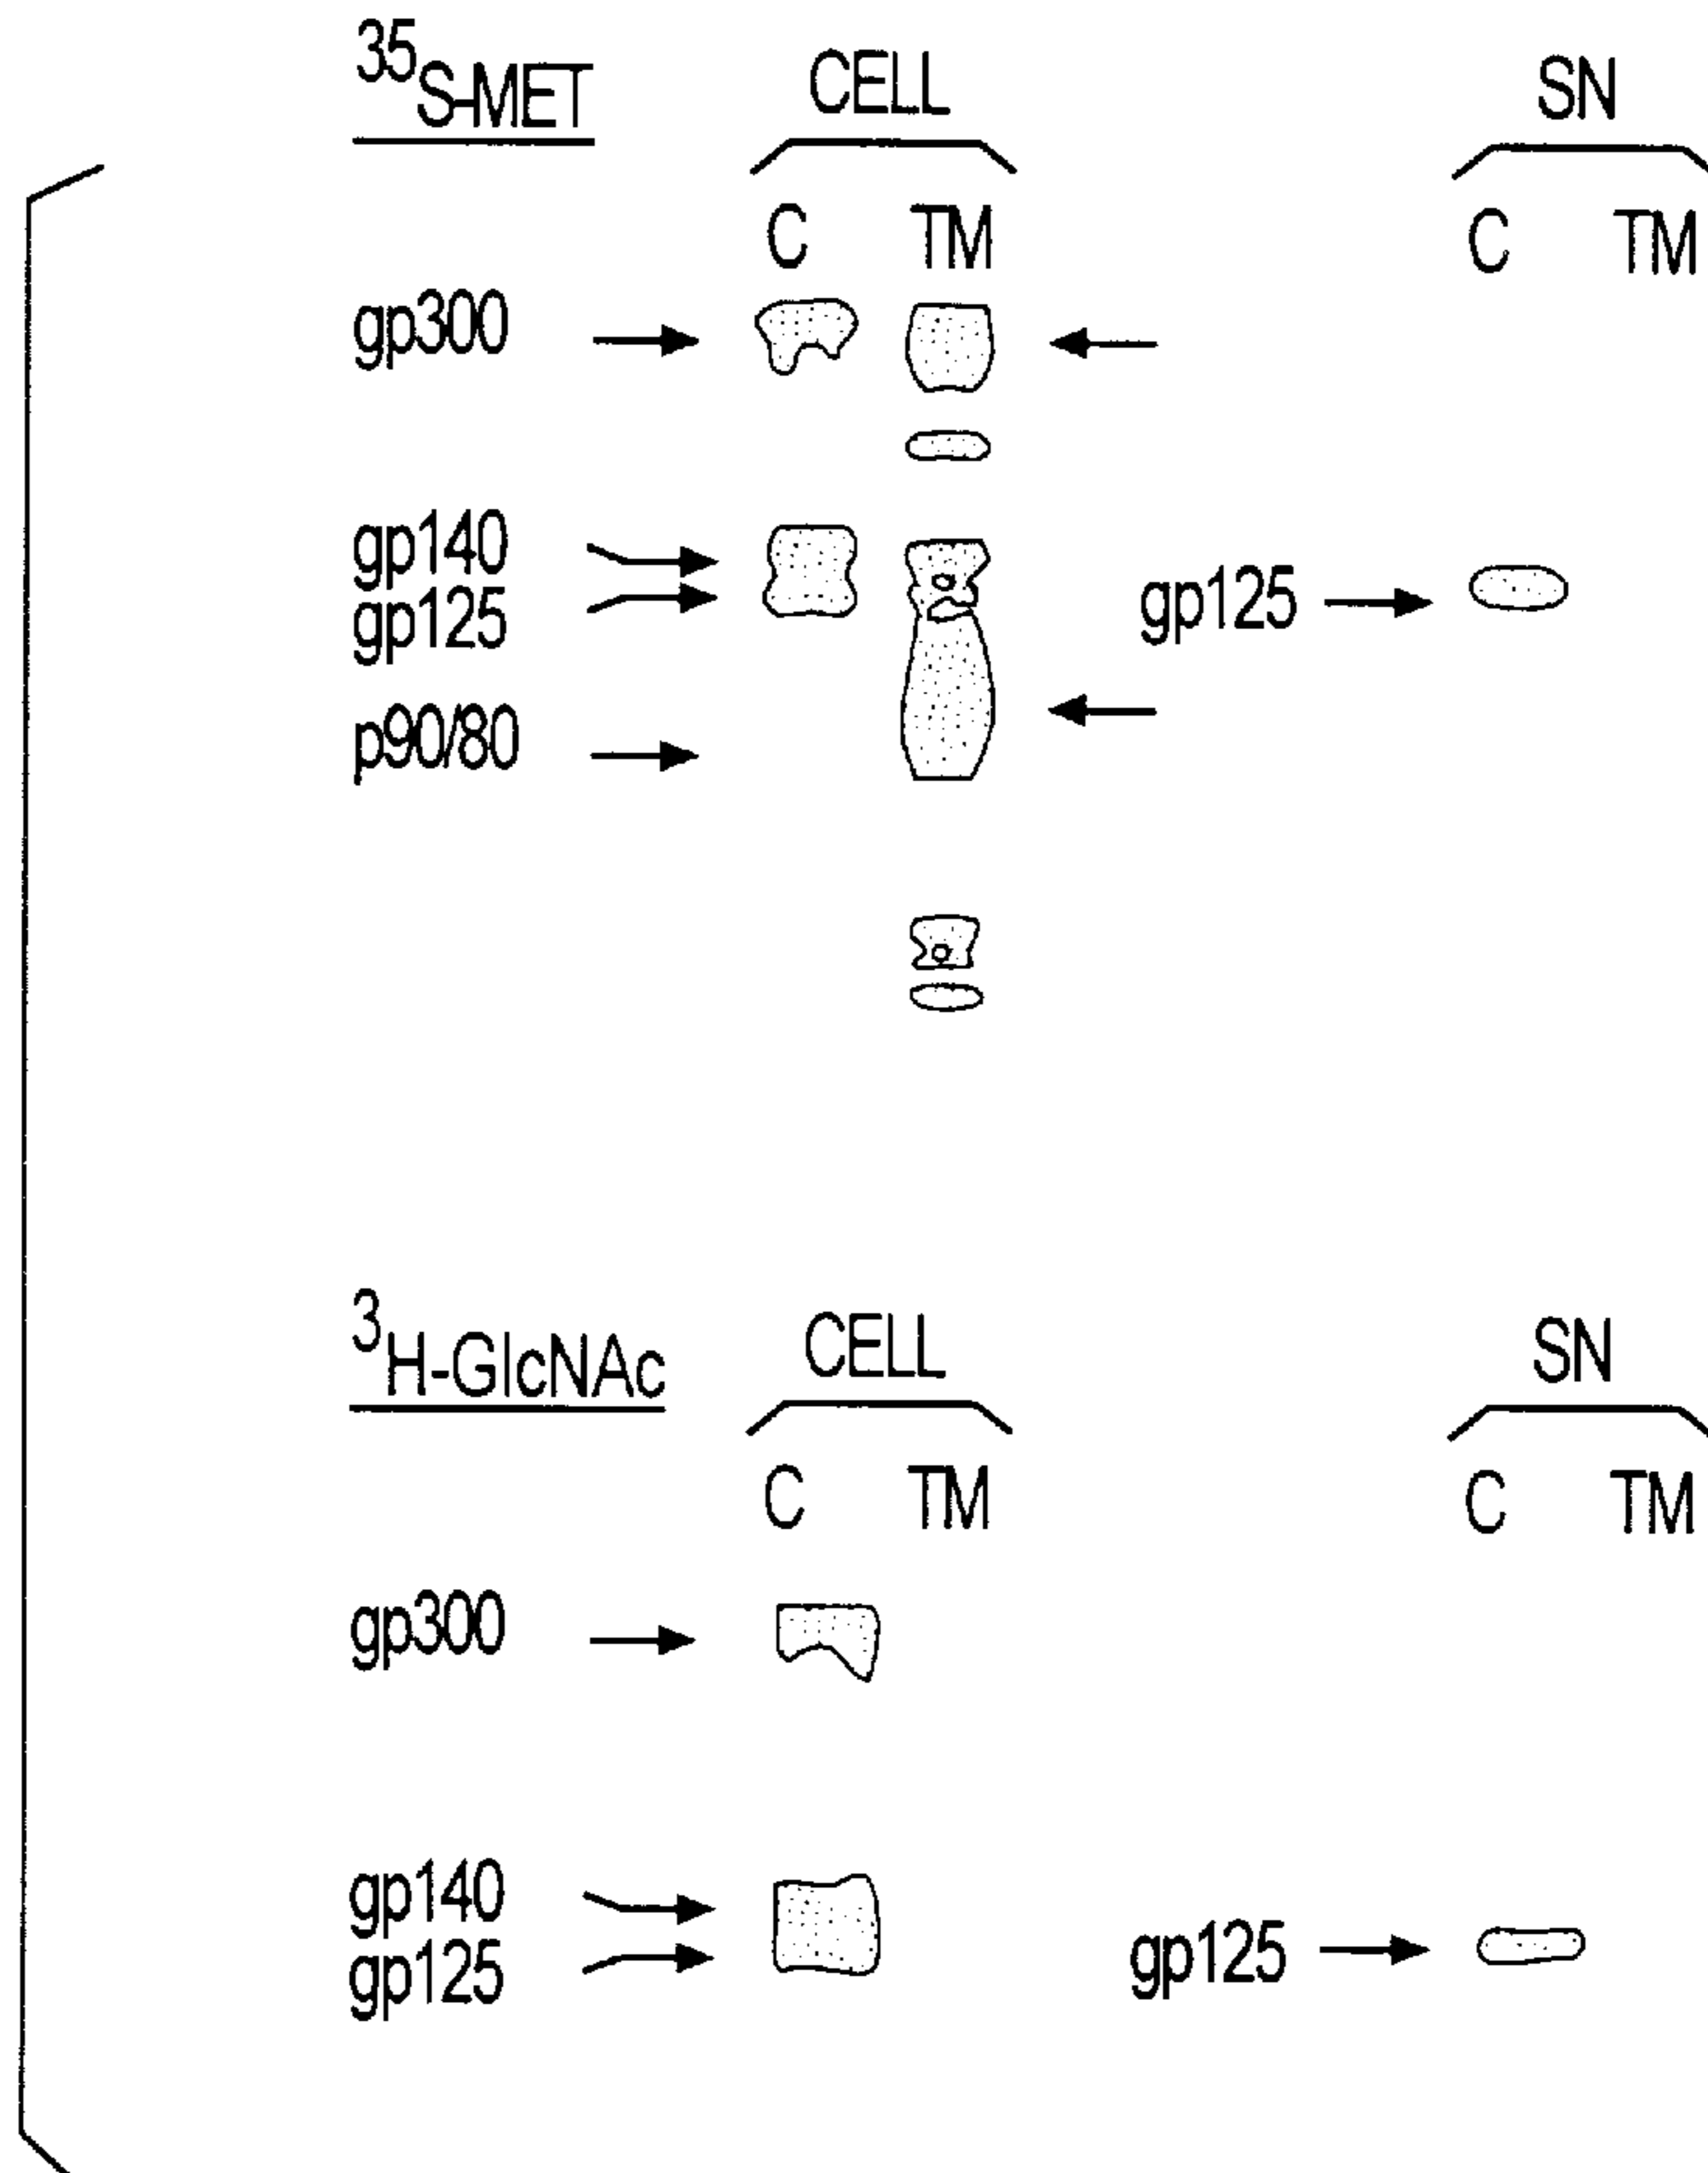 ³⁵S-MET CELL SN
C TM C TM
gp300
gp140
gp125 gp125
p90/80
³H-GlcNAc CELL SN
C TM C TM
gp300
gp140
gp125 gp125